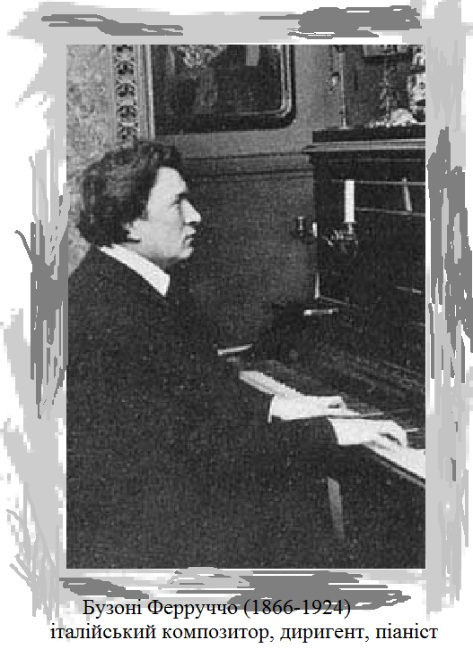 Бузоні Ферруччо (1866-1924)
італійський композитор, диригент, піаніст